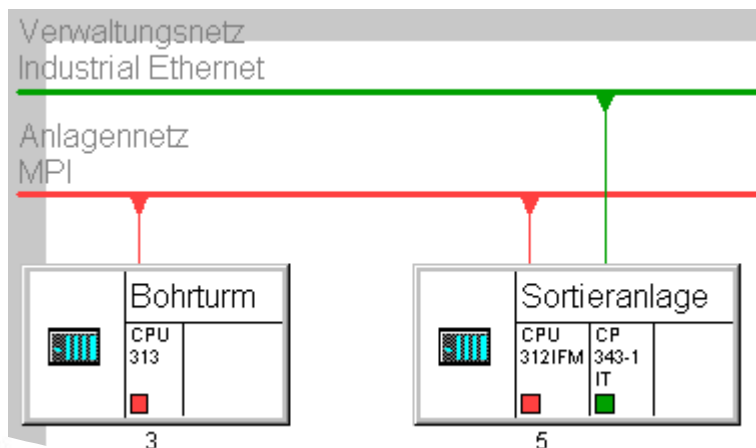 Verwaltungsnetz
Industrial Ethernet
Anlagennetz
MPI
Bohrturm
CPU
313
3
Sortieranlage
CPU
312IFM
CP
343-1
IT
5